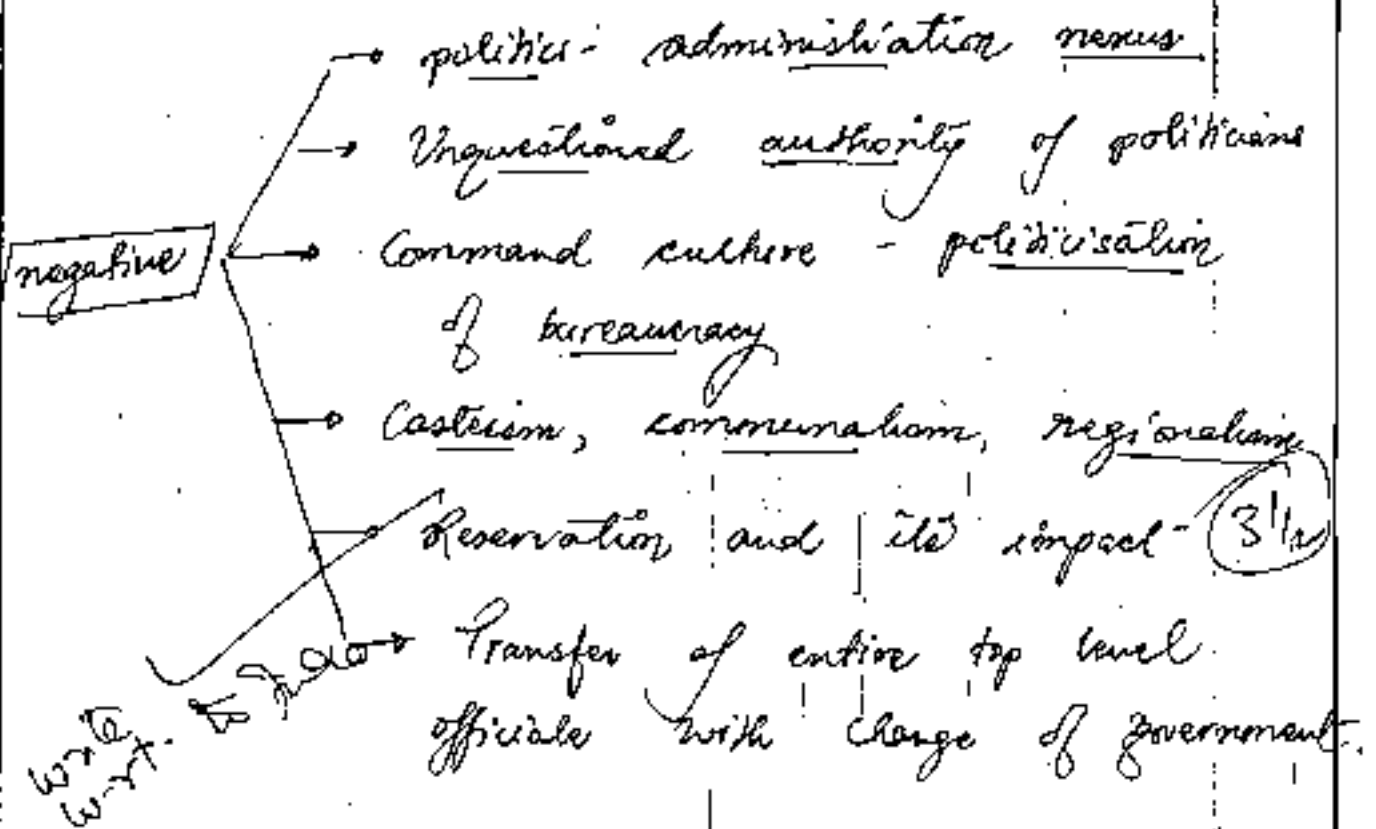 → politici- administration nexus
→ Unquestioned authority of politicians
negative → Command culture - politicisation
of bureaucracy
→ Casteism, communalism, regionalism
→ Reservation and its impact 3 1/2
→ Transfer of entire top level
officials with change of government.